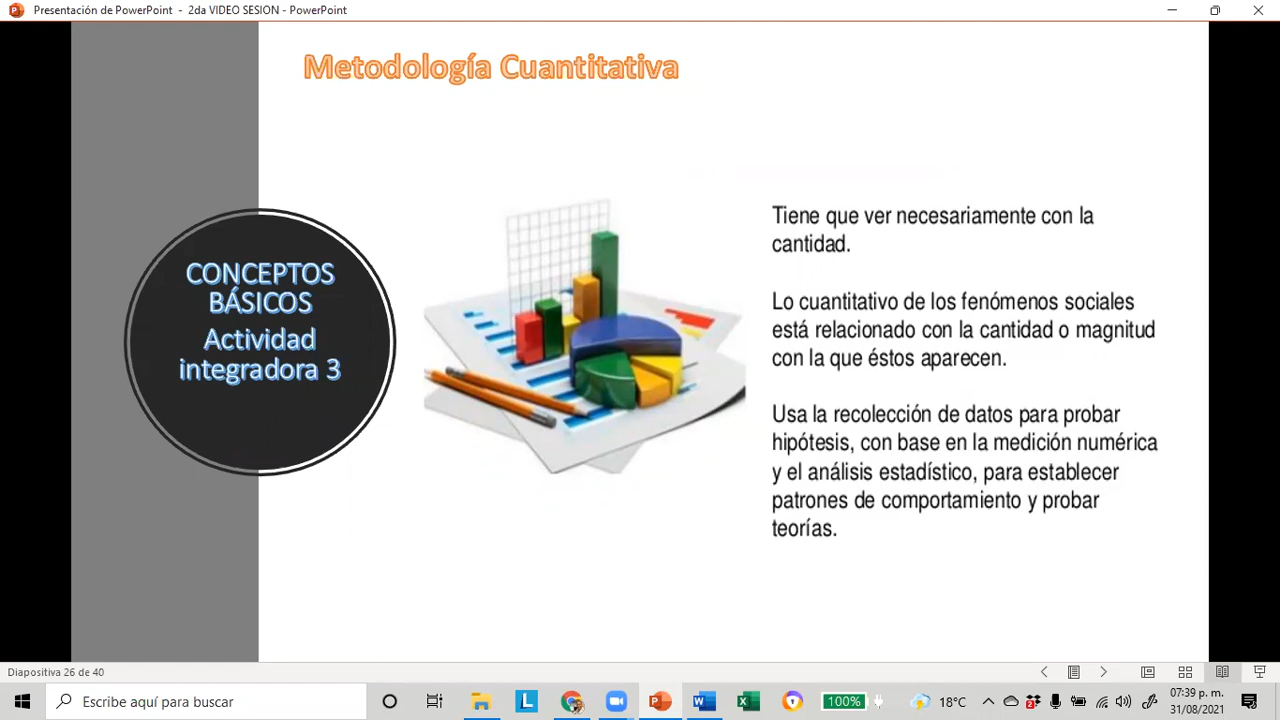 Presentación de PowerPoint - 2da VIDEO SESION - PowerPoint
Metodología Cuantitativa
CONCEPTOS
BÁSICOS
Actividad
integradora 3
Tiene que ver necesariamente con la
cantidad.
Lo cuantitativo de los fenómenos sociales
está relacionado con la cantidad o magnitud
con la que éstos aparecen.
Usa la recolección de datos para probar
hipótesis, con base en la medición numérica
y el análisis estadístico, para establecer
patrones de comportamiento y probar
teorías.
Diapositiva 26 de 40
Escribe aquí para buscar
L
100%
18°C
07:39 p. m.
31/08/2021